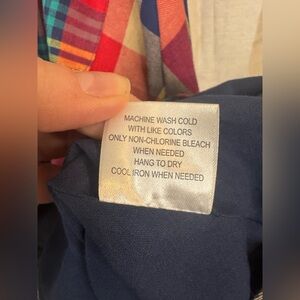 MACHINE WASH COLD
WITH LIKE COLORS
ONLY NON-CHLORINE BLEACH
WHEN NEEDED
HANG TO DRY
COOL IRON WHEN NEEDED